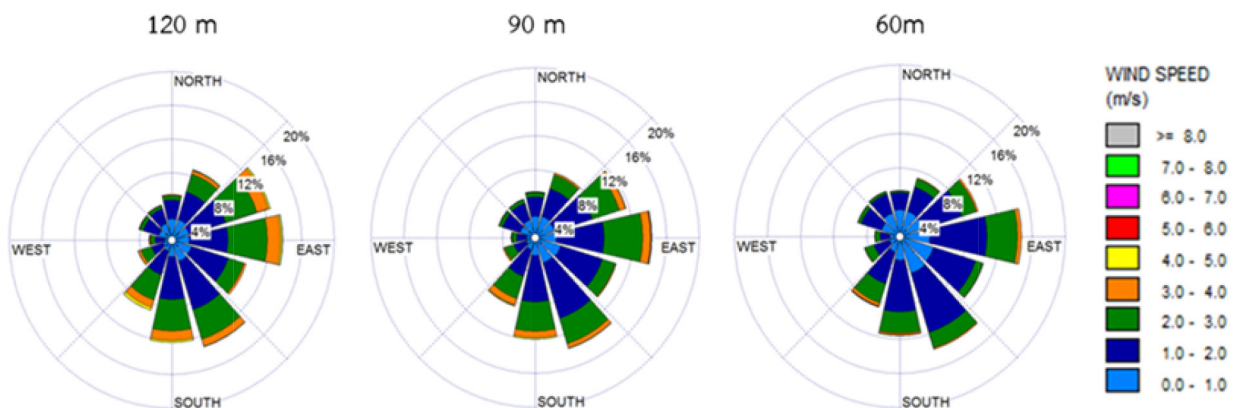 120 m
90 m
60m
NORTH
20%
16%
12%
8%
4%
WEST
EAST
SOUTH
NORTH
20%
16%
12%
8%
4%
WEST
EAST
SOUTH
NORTH
20%
16%
12%
8%
4%
WEST
EAST
SOUTH
WIND SPEED
(m/s)
>= 8.0
7.0 - 8.0
6.0 - 7.0
5.0 - 6.0
4.0 - 5.0
3.0 - 4.0
2.0 - 3.0
1.0 - 2.0
0.0 - 1.0